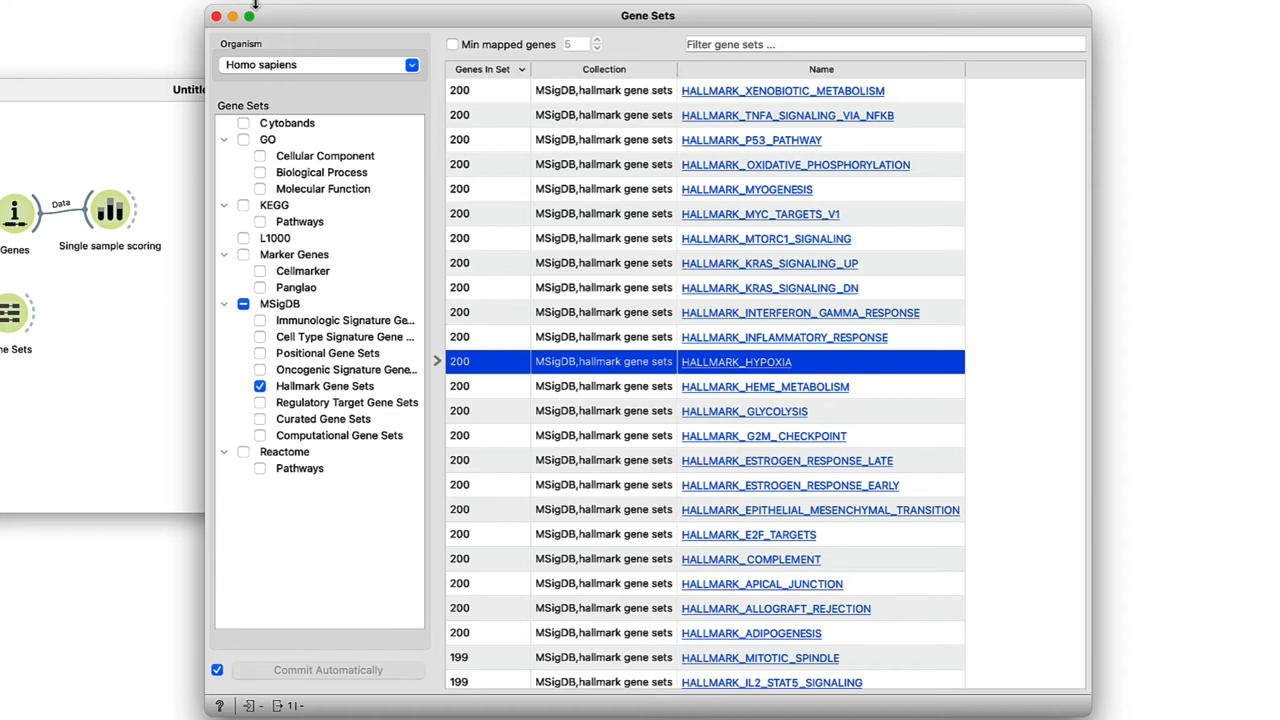 Gene Sets
Untitle
Data
Genes
Single sample scoring
ne Sets
Organism
Homo sapiens
Gene Sets
Cytobands
GO
Cellular Component
Biological Process
Molecular Function
KEGG
Pathways
L1000
Marker Genes
Cellmarker
Panglao
MSigDB
Immunologic Signature Ge...
Cell Type Signature Gene ...
Positional Gene Sets
Oncogenic Signature Gene...
Hallmark Gene Sets
Regulatory Target Gene Sets
Curated Gene Sets
Computational Gene Sets
Reactome
Pathways
Commit Automatically
? - 1 | -
Min mapped genes 5
Filter gene sets ...
Genes In Set Collection Name
200 MSigDB,hallmark gene sets HALLMARK_XENOBIOTIC_METABOLISM
200 MSigDB,hallmark gene sets HALLMARK_TNFA_SIGNALING_VIA_NFKB
200 MSigDB,hallmark gene sets HALLMARK_P53_PATHWAY
200 MSigDB,hallmark gene sets HALLMARK_OXIDATIVE_PHOSPHORYLATION
200 MSigDB,hallmark gene sets HALLMARK_MYOGENESIS
200 MSigDB,hallmark gene sets HALLMARK_MYC_TARGETS_V1
200 MSigDB,hallmark gene sets HALLMARK_MTORC1_SIGNALING
200 MSigDB,hallmark gene sets HALLMARK_KRAS_SIGNALING_UP
200 MSigDB,hallmark gene sets HALLMARK_KRAS_SIGNALING_DN
200 MSigDB,hallmark gene sets HALLMARK_INTERFERON_GAMMA_RESPONSE
200 MSigDB,hallmark gene sets HALLMARK_INFLAMMATORY_RESPONSE
200 MSigDB,hallmark gene sets HALLMARK_HYPOXIA
200 MSigDB,hallmark gene sets HALLMARK_HEME_METABOLISM
200 MSigDB,hallmark gene sets HALLMARK_GLYCOLYSIS
200 MSigDB,hallmark gene sets HALLMARK_G2M_CHECKPOINT
200 MSigDB,hallmark gene sets HALLMARK_ESTROGEN_RESPONSE_LATE
200 MSigDB,hallmark gene sets HALLMARK_ESTROGEN_RESPONSE_EARLY
200 MSigDB,hallmark gene sets HALLMARK_EPITHELIAL_MESENCHYMAL_TRANSITION
200 MSigDB,hallmark gene sets HALLMARK_E2F_TARGETS
200 MSigDB,hallmark gene sets HALLMARK_COMPLEMENT
200 MSigDB,hallmark gene sets HALLMARK_APICAL_JUNCTION
200 MSigDB,hallmark gene sets HALLMARK_ALLOGRAFT_REJECTION
200 MSigDB,hallmark gene sets HALLMARK_ADIPOGENESIS
199 MSigDB,hallmark gene sets HALLMARK_MITOTIC_SPINDLE
199 MSigDB,hallmark gene sets HALLMARK_IL2_STAT5_SIGNALING